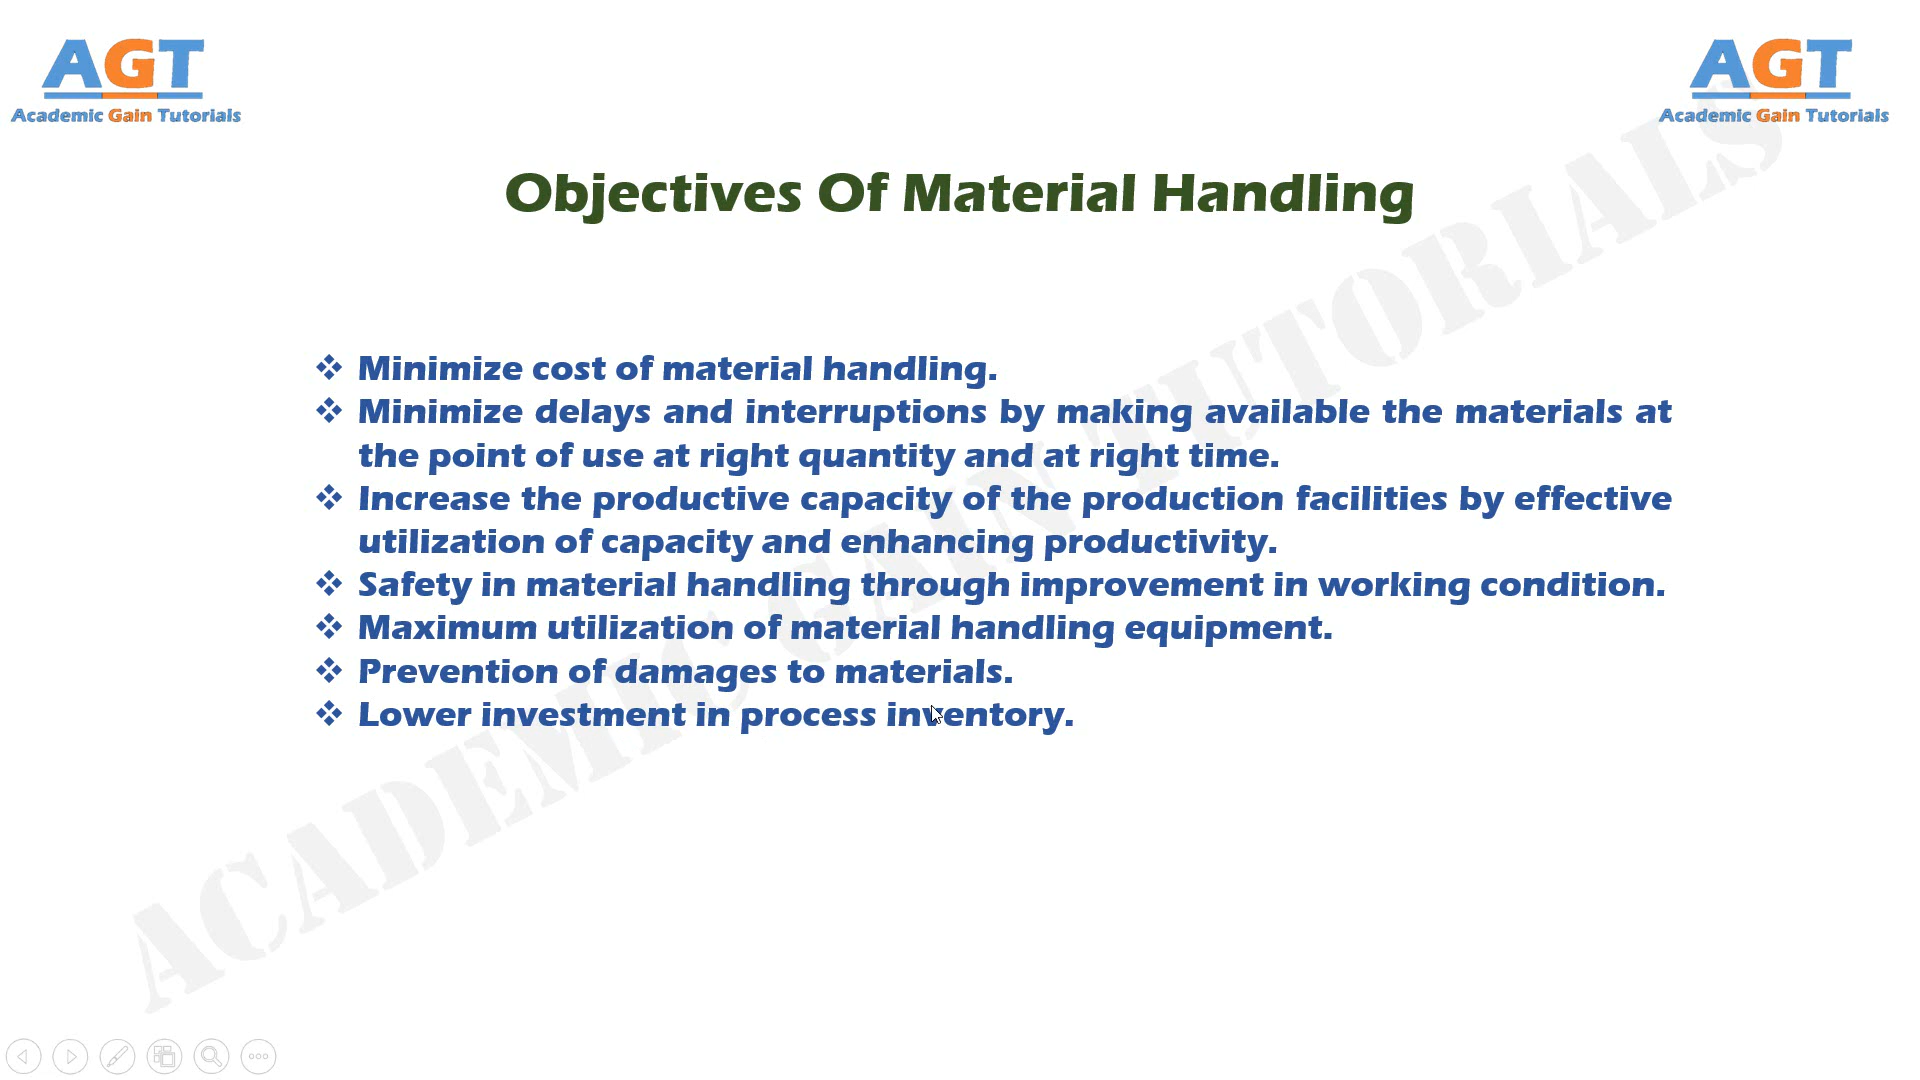 AGT
Academic Gain Tutorials
AGT
Academic Gain Tutorials
Objectives Of Material Handling
❖ Minimize cost of material handling.
❖ Minimize delays and interruptions by making available the materials at
the point of use at right quantity and at right time.
❖ Increase the productive capacity of the production facilities by effective
utilization of capacity and enhancing productivity.
❖ Safety in material handling through improvement in working condition.
❖ Maximum utilization of material handling equipment.
❖ Prevention of damages to materials.
❖ Lower investment in process inventory.
ACADEMIC GAIN TUTORIALS